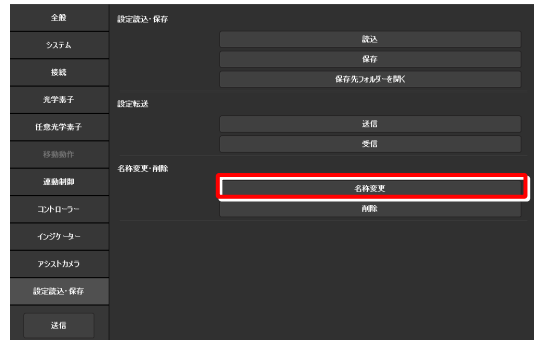 全般
システム
接続
光学素子
任意光学素子
移動動作
連動制御
コントローラー
インジケーター
アシストカメラ
設定読込・保存
送信
設定読込・保存
読込
保存
保存先フォルダーを開く
設定転送
送信
受信
名称変更・削除
名称変更
削除